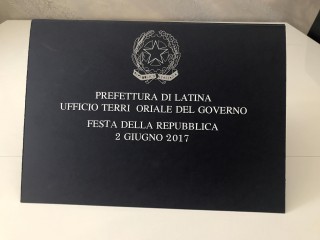 PREFETTURA DI LATINA
UFFICIO TERRI ORIALE DEL GOVERNO
FESTA DELLA REPUBBLICA
2 GIUGNO 2017